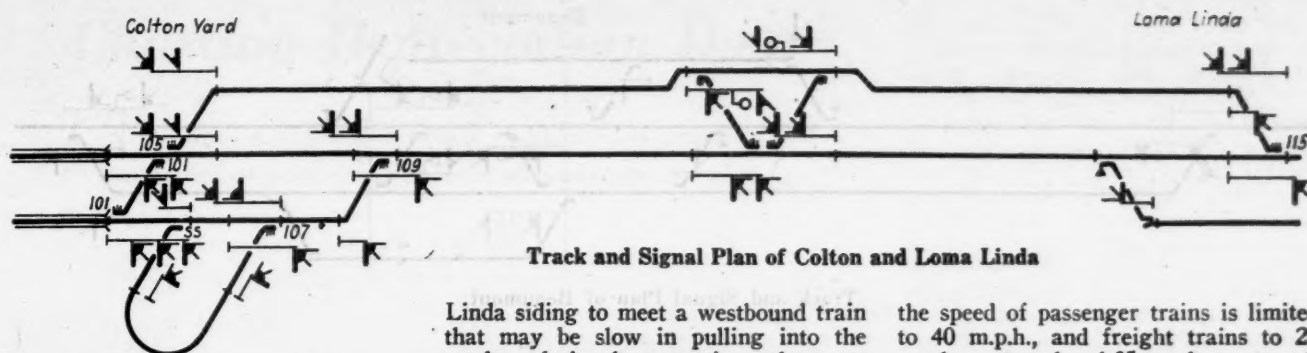 Colton Yard
Loma Linda
105
101
109
115
101
55
107
Track and Signal Plan of Colton and Loma Linda
Linda siding to meet a westbound train
that may be slow in pulling into the
the speed of passenger trains is limite
to 40 m.p.h., and freight trains to 2